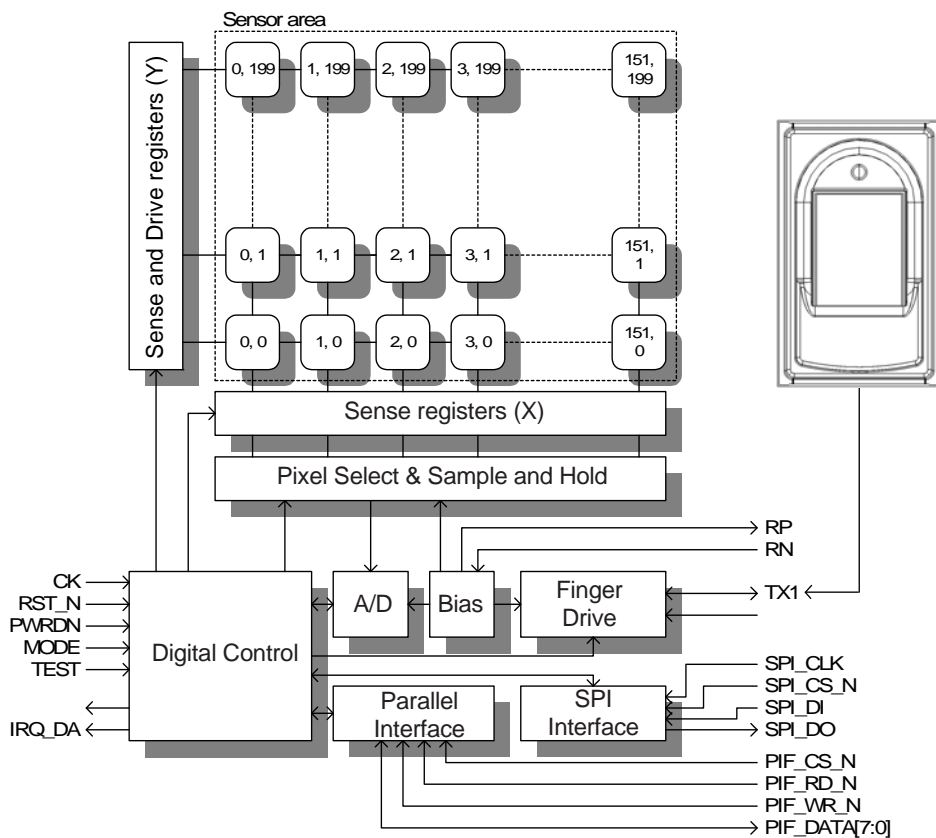 Sensor area
Sense and Drive registers (Y)
0, 199
1, 199
2, 199
3, 199
151,
199
0, 1
1, 1
2, 1
3, 1
151,
1
0, 0
1, 0
2, 0
3, 0
151,
0
Sense registers (X)
Pixel Select & Sample and Hold
RP
RN
CK
RST_N
PWRDN
MODE
TEST
IRQ_DA
Digital Control
A/D
Bias
Finger
Drive
TX1
Parallel
Interface
SPI
Interface
SPI_CLK
SPI_CS_N
SPI_DI
SPI_DO
PIF_CS_N
PIF_RD_N
PIF_WR_N
PIF_DATA[7:0]